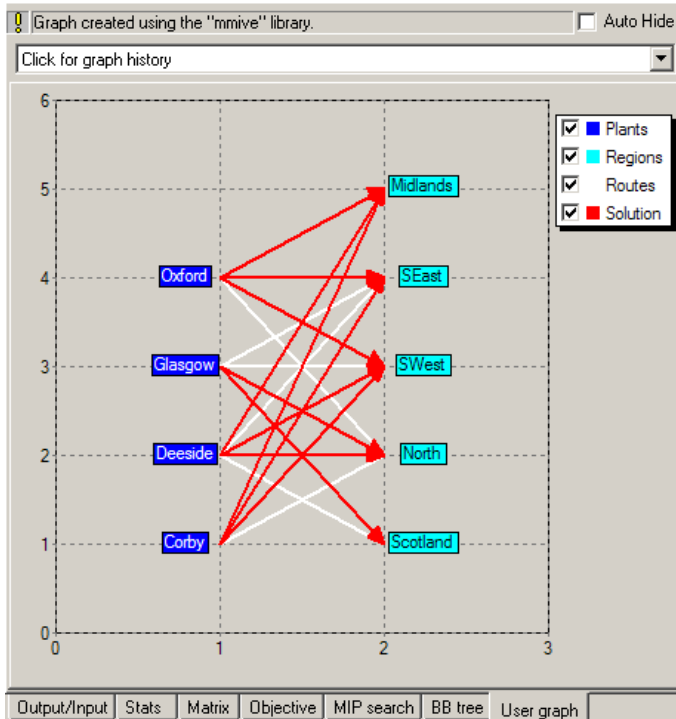 Graph created using the "mmive" library.
Auto Hide
Click for graph history
6
Plants
Regions
Routes
Solution
5
Midlands
Oxford
4
SEast
Glasgow
3
SWest
Deeside
2
North
Corby
1
Scotland
0
0 1 2 3
Output/Input Stats Matrix Objective MIP search BB tree User graph